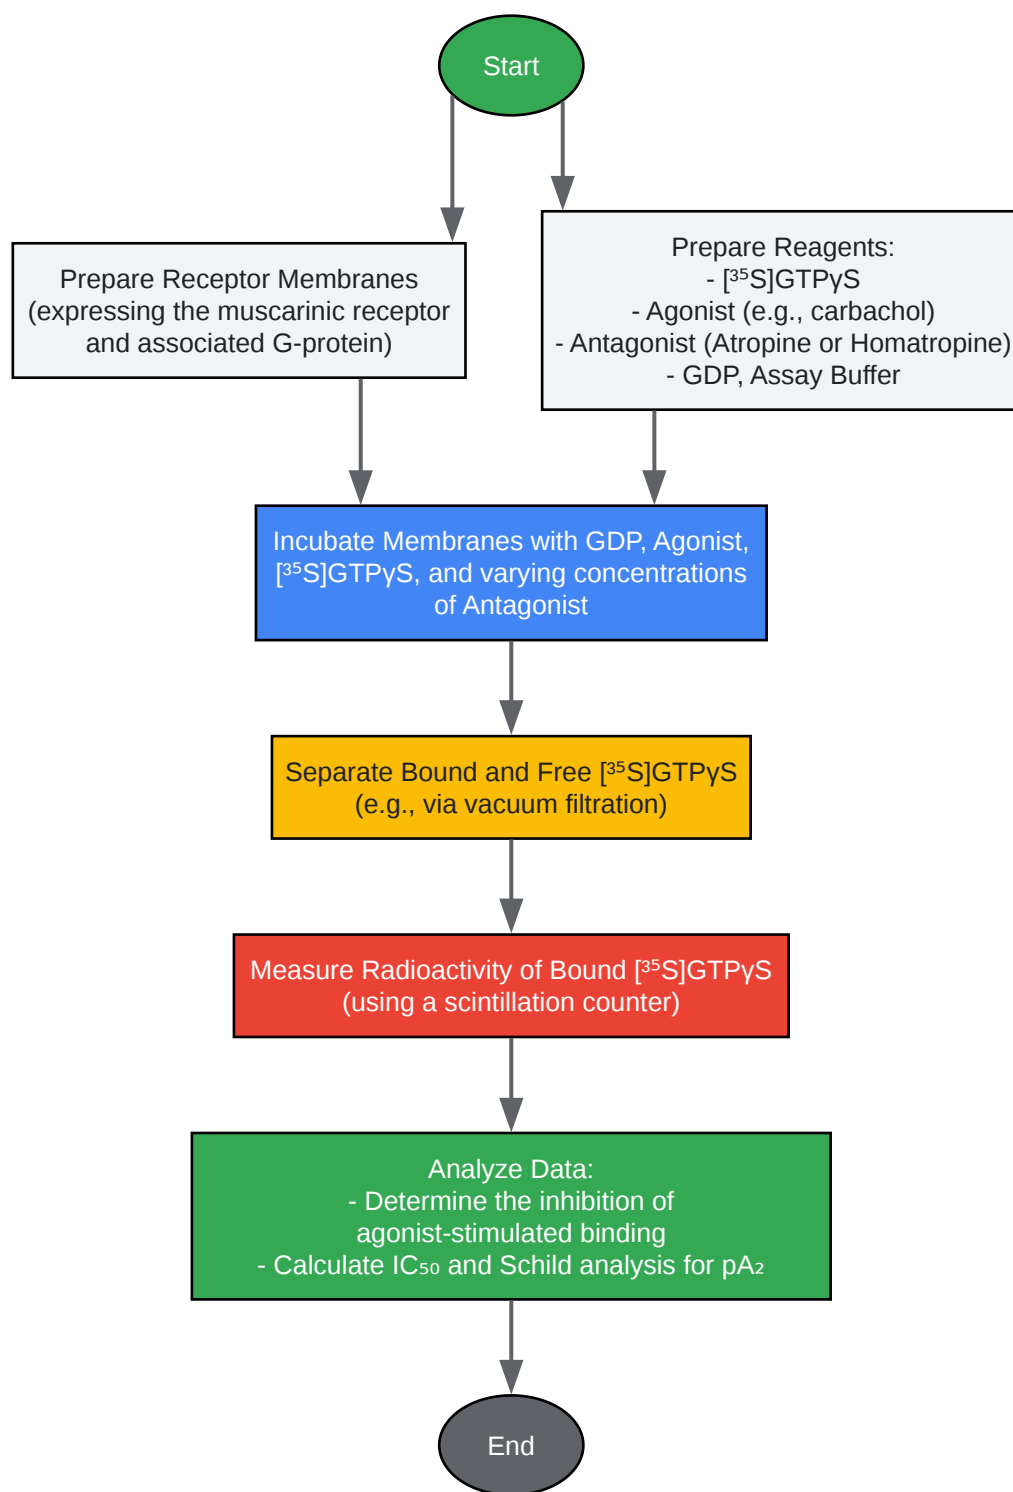 Start
Prepare Receptor Membranes
(expressing the muscarinic receptor
and associated G-protein)
Prepare Reagents:
- [³⁵S]GTPγS
- Agonist (e.g., carbachol)
- Antagonist (Atropine or Homatropine)
- GDP, Assay Buffer
Incubate Membranes with GDP, Agonist,
[³⁵S]GTPγS, and varying concentrations
of Antagonist
Separate Bound and Free [³⁵S]GTPγS
(e.g., via vacuum filtration)
Measure Radioactivity of Bound [³⁵S]GTPγS
(using a scintillation counter)
Analyze Data:
- Determine the inhibition of
agonist-stimulated binding
- Calculate IC₅₀ and Schild analysis for pA₂
End